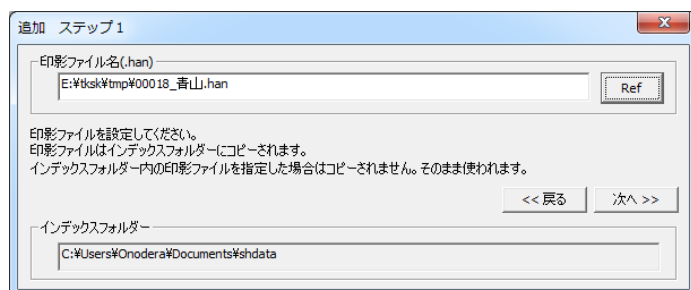 追加 ステップ1
印影ファイル名(.han)
E:¥tksk¥tmp¥00018_青山.han
Ref
印影ファイルを設定してください。
印影ファイルはインデックスフォルダーにコピーされます。
インデックスフォルダー内の印影ファイルを指定した場合はコピーされません。そのまま使われます。
<< 戻る
次へ >>
インデックスフォルダー
C:¥Users¥Onodera¥Documents¥shdata